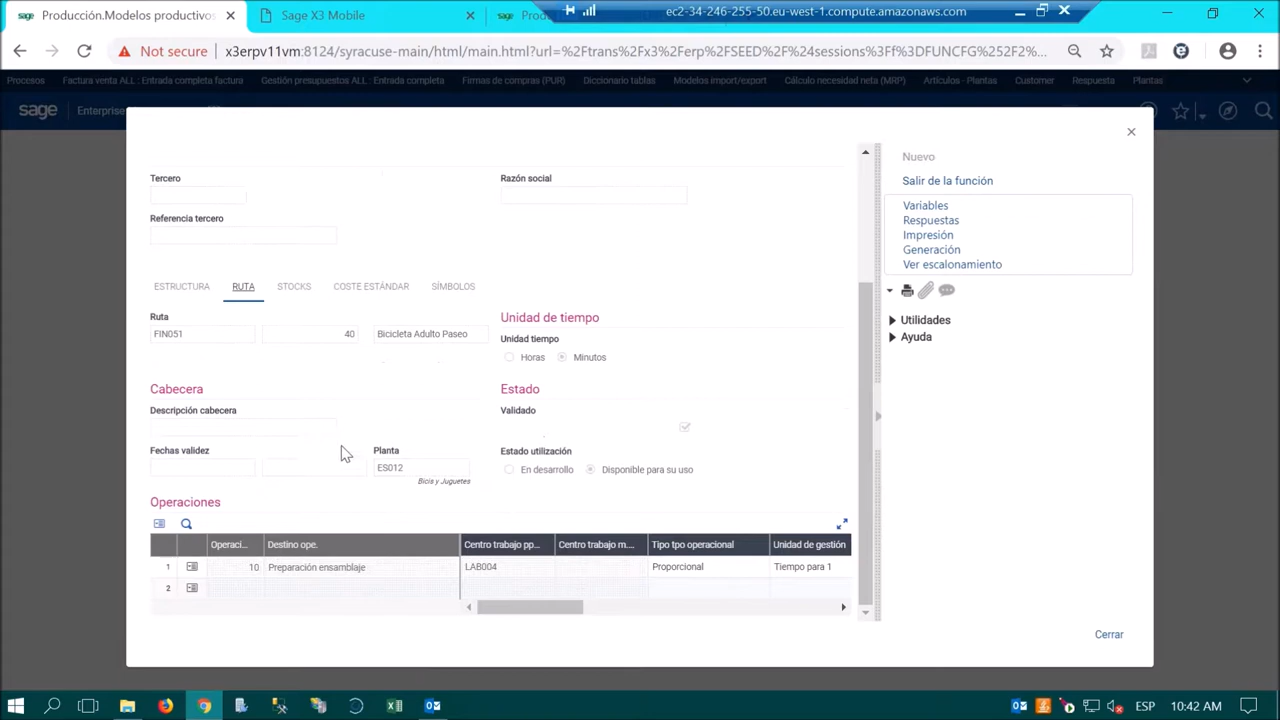 Producción.Modelos productivos
Sage X3 Mobile
ec2-34-246-255-50.eu-west-1.compute.amazonaws.com
Not secure
x3erpv11vm:8124/syracuse-main/html/main.html?url=%2Ftrans%2Fx3%2Ferp%2FSEED%2F%24sessions%3Ff%3DFUNCFG%252F2%...
Procesos
Factura venta ALL : Entrada completa factura
Gestión presupuestos ALL : Entrada completa
Firmas de compras (PUR)
Diccionario tablas
Modelos import/export
Cálculo necesidad neta (MRP)
Artículos - Plantas
Customer
Respuesta
Plantas
sage
Enterprise
Nuevo
Tercero
Razón social
Salir de la función
Variables
Referencia tercero
Respuestas
Impresión
Generación
Ver escalonamiento
ESTRUCTURA
RUTA
STOCKS
COSTE ESTÁNDAR
SÍMBOLOS
Ruta
Unidad de tiempo
Utilidades
FIN051
40
Bicicleta Adulto Paseo
Unidad tiempo
Ayuda
Horas
Minutos
Cabecera
Estado
Descripción cabecera
Validado
Fechas validez
Planta
Estado utilización
ES012
En desarrollo
Disponible para su uso
Bicis y Juguetes
Operaciones
Operaci...
Destino ope.
Centro trabajo pp...
Centro trabajo m....
Tipo tpo operacional
Unidad de gestión
1
10
Preparación ensamblaje
LAB004
Proporcional
Tiempo para 1
2
Cerrar
ESP
10:42 AM